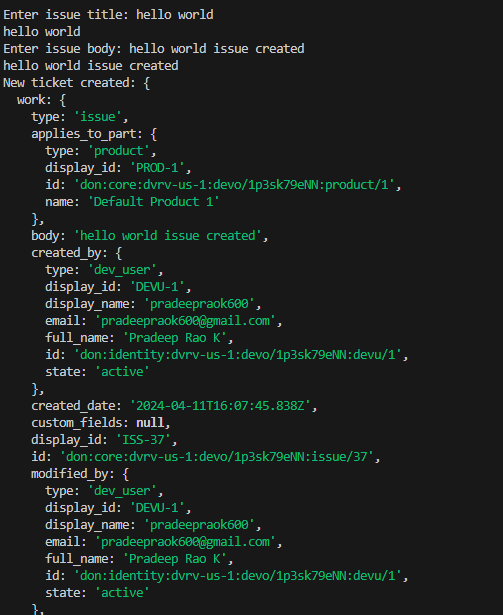 Enter issue title: hello world
hello world
Enter issue body: hello world issue created
hello world issue created
New ticket created: {
  work: {
    type: 'issue',
    applies_to_part: {
      type: 'product',
      display_id: 'PROD-1',
      id: 'don:core:dvrv-us-1:devo/1p3sk79eNN:product/1',
      name: 'Default Product 1'
    },
    body: 'hello world issue created',
    created_by: {
      type: 'dev_user',
      display_id: 'DEVU-1',
      display_name: 'pradeepraok600',
      email: 'pradeepraok600@gmail.com',
      full_name: 'Pradeep Rao K',
      id: 'don:identity:dvrv-us-1:devo/1p3sk79eNN:devu/1',
      state: 'active'
    },
    created_date: '2024-04-11T16:07:45.838Z',
    custom_fields: null,
    display_id: 'ISS-37',
    id: 'don:core:dvrv-us-1:devo/1p3sk79eNN:issue/37',
    modified_by: {
      type: 'dev_user',
      display_id: 'DEVU-1',
      display_name: 'pradeepraok600',
      email: 'pradeepraok600@gmail.com',
      full_name: 'Pradeep Rao K',
      id: 'don:identity:dvrv-us-1:devo/1p3sk79eNN:devu/1',
      state: 'active'
    },